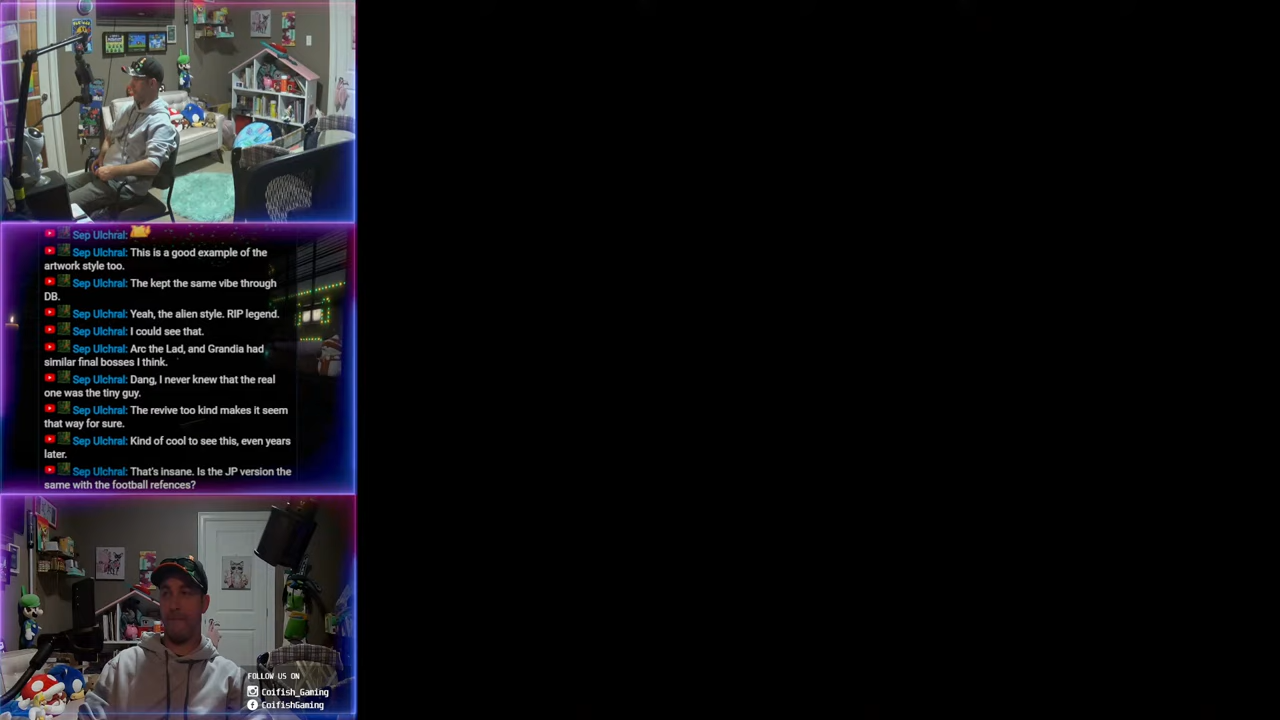 Sep Ulchral:
Sep Ulchral: This is a good example of the
artwork style too.
Sep Ulchral: The kept the same vibe through
DB.
Sep Ulchral: Yeah, the alien style. RIP legend.
Sep Ulchral: I could see that.
Sep Ulchral: Arc the Lad, and Grandia had
similar final bosses I think.
Sep Ulchral: Dang, I never knew that the real
one was the tiny guy.
Sep Ulchral: The revive too kind makes it seem
that way for sure.
Sep Ulchral: Kind of cool to see this, even years
later.
Sep Ulchral: That's insane. Is the JP version the
same with the football refences?
FOLLOW US ON
Coifish_Gaming
CoifishGaming